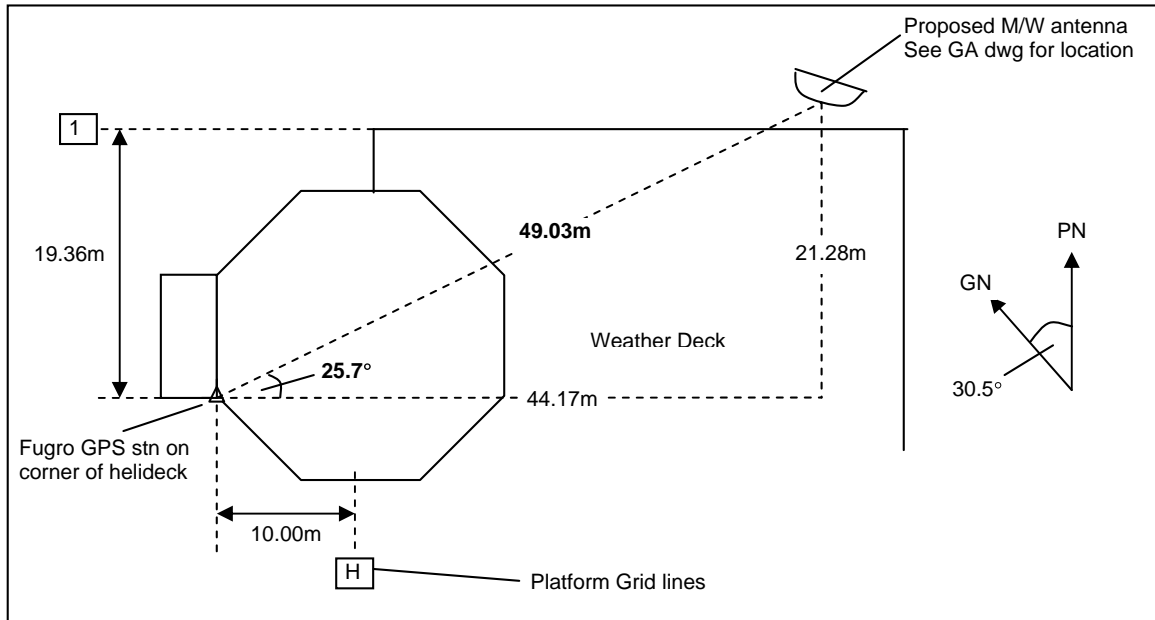 Proposed M/W antenna
See GA dwg for location
1
19.36m
49.03m
21.28m
PN
GN
Weather Deck
25.7°
44.17m
30.5°
Fugro GPS stn on
corner of helideck
10.00m
H
Platform Grid lines